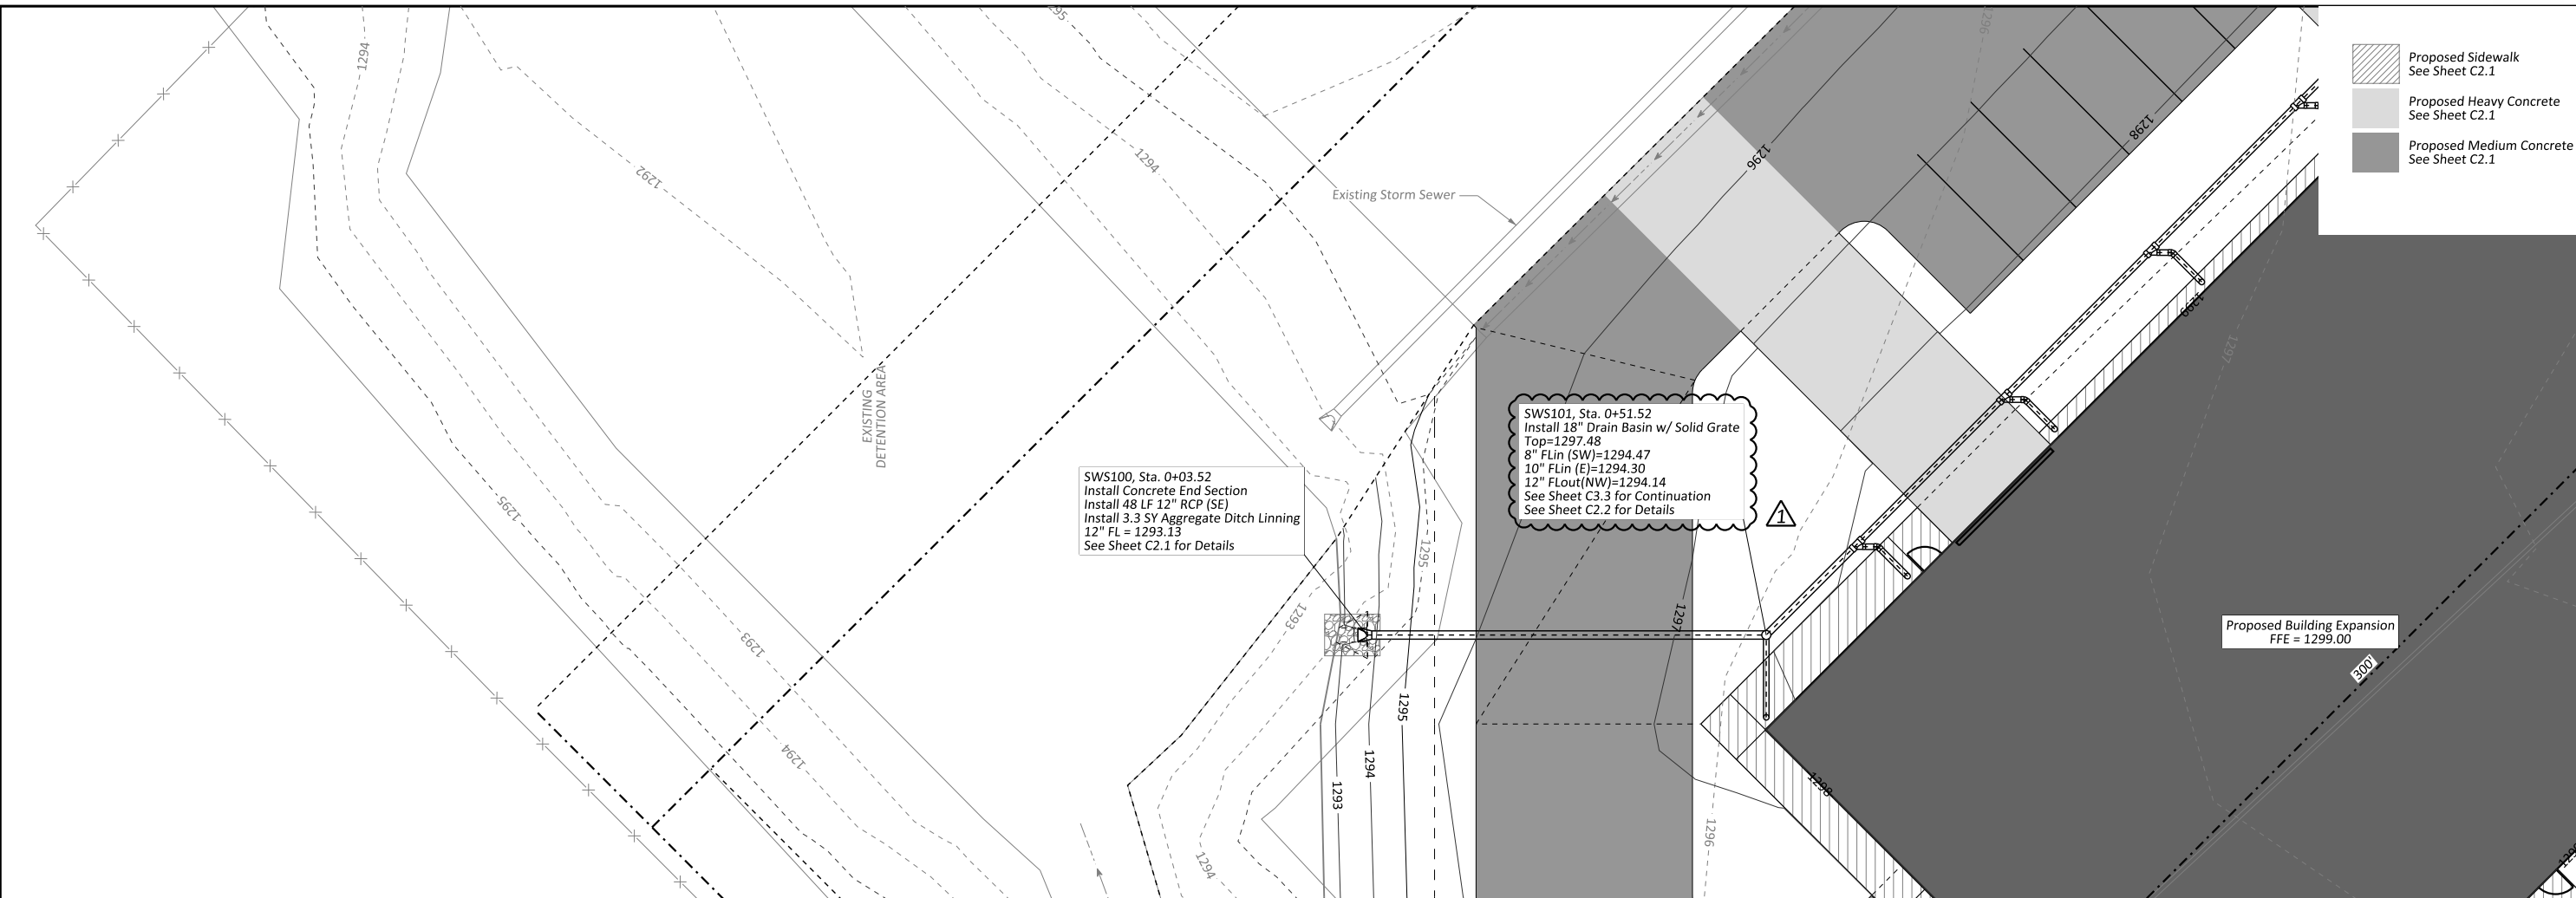 Proposed Sidewalk
See Sheet C2.1
Proposed Heavy Concrete
See Sheet C2.1
Proposed Medium Concrete
See Sheet C2.1
1294
1296
1294
1292
1296
1298
Existing Storm Sewer
1299
1297
EXISTING
DETENTION AREA
SWS100, Sta. 0+03.52
Install Concrete End Section
Install 48 LF 12" RCP (SE)
Install 3.3 SY Aggregate Ditch Linning
12" FL = 1293.13
See Sheet C2.1 for Details
SWS101, Sta. 0+51.52
Install 18" Drain Basin w/ Solid Grate
Top=1297.48
8" FLin (SW)=1294.47
10" FLin (E)=1294.30
12" FLout(NW)=1294.14
See Sheet C3.3 for Continuation
See Sheet C2.2 for Details
1
1295
1295
1293
1297
1293
Proposed Building Expansion
FFE = 1299.00
300'
1295
1294
1294
1293
1298
1296
1294